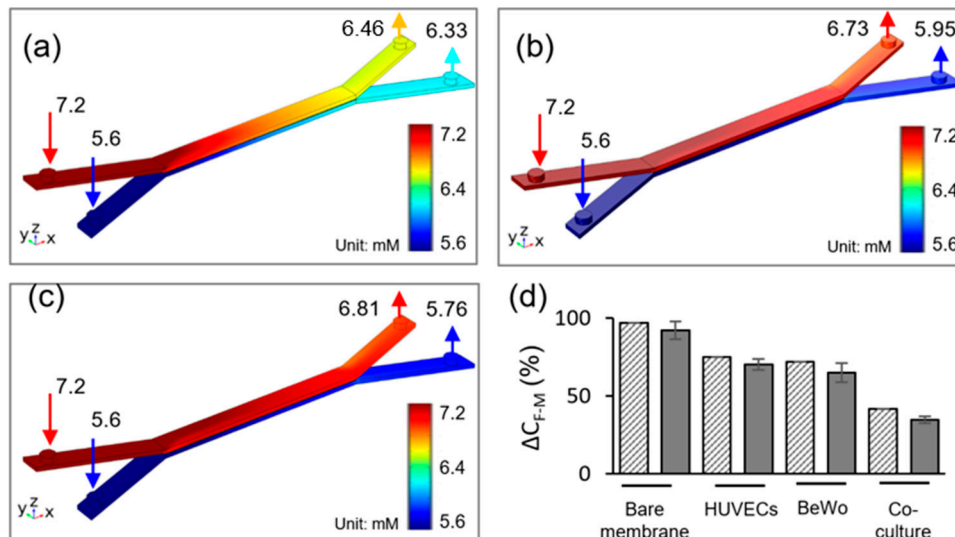 (a)
6.46
6.33
7.2
5.6
7.2
6.4
5.6
y z x
Unit: mM
(b)
6.73
5.95
7.2
5.6
7.2
6.4
5.6
y z x
Unit: mM
(c)
6.81
5.76
7.2
5.6
7.2
6.4
5.6
y z x
Unit: mM
(d)
100
50
0
ΔC F-M (%)
Bare
membrane
HUVECs
BeWo
Co-
culture